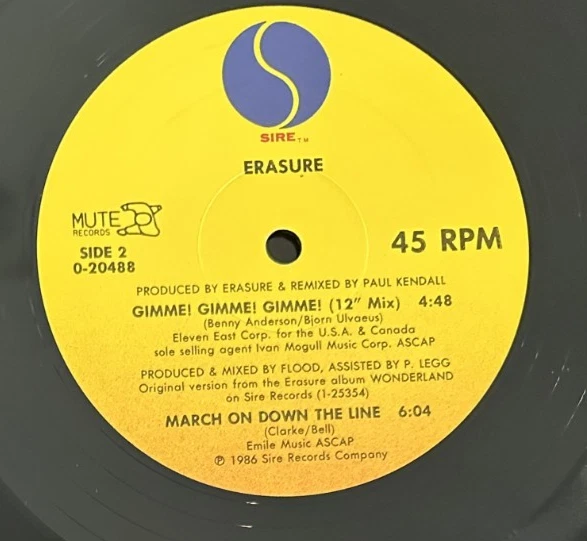 SIRE™
ERASURE
MUTE
RECORDS
SIDE 2
0-20488
45 RPM
PRODUCED BY ERASURE & REMIXED BY PAUL KENDALL
GIMME! GIMME! GIMME! (12" Mix) 4:48
(Benny Anderson/Bjorn Ulvaeus)
Eleven East Corp. for the U.S.A. & Canada
sole selling agent Ivan Mogull Music Corp. ASCAP
PRODUCED & MIXED BY FLOOD, ASSISTED BY P. LEGG
Original version from the Erasure album WONDERLAND
on Sire Records (1-25354)
MARCH ON DOWN THE LINE 6:04
(Clarke/Bell)
Emile Music ASCAP
℗ 1986 Sire Records Company